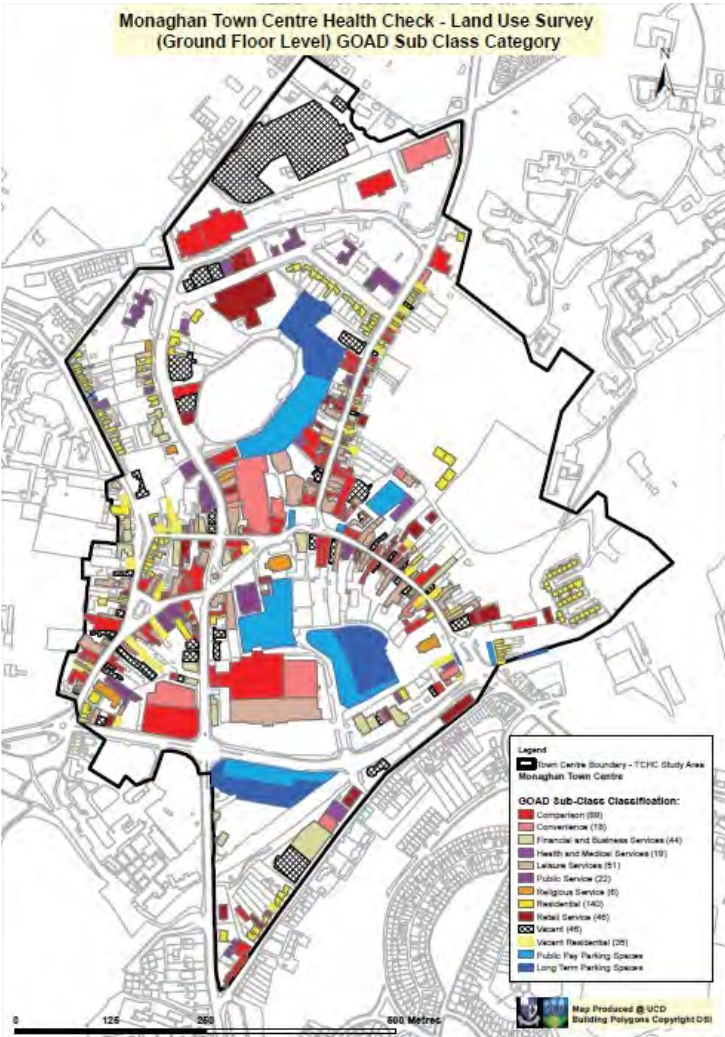 Monaghan Town Centre Health Check - Land Use Survey
(Ground Floor Level) GOAD Sub Class Category
N
Legend
Town Centre Boundary - TCHC Study Area
Monaghan Town Centre
GOAD Sub-Class Classification:
Comparison (89)
Convenience (18)
Financial and Business Services (44)
Health and Medical Services (19)
Leisure Services (51)
Public Service (22)
Religious Service (6)
Residential (140)
Retail Service (46)
Vacant (46)
Vacant Residential
Public Pay Parking Spaces
Long Term Parking Spaces
Map Produced @ UCD
Building Polygons Copyright OSI
0 125 250 500 Metres